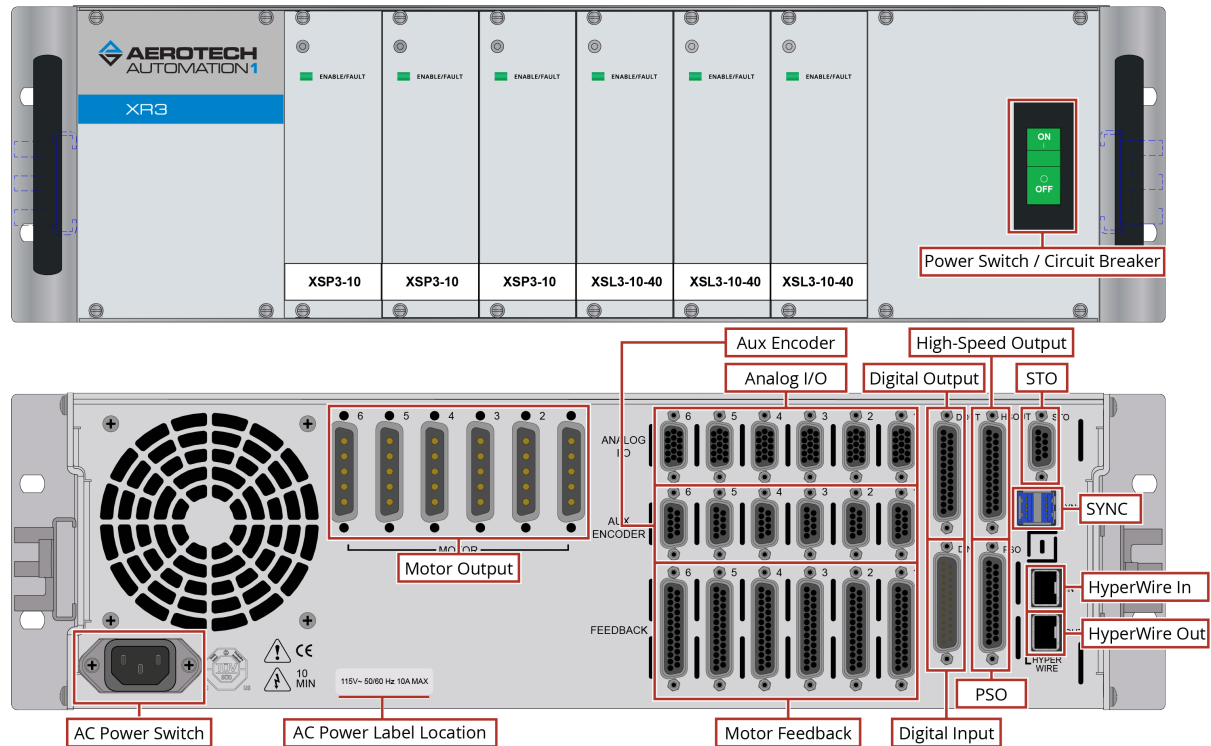 AEROTECH
AUTOMATION1
XR3
ENABLE/FAULT ENABLE/FAULT ENABLE/FAULT ENABLE/FAULT ENABLE/FAULT ENABLE/FAULT
ON
OFF
Power Switch / Circuit Breaker
XSP3-10 XSP3-10 XSP3-10 XSL3-10-40 XSL3-10-40 XSL3-10-40
Aux Encoder
High-Speed Output
Analog I/O
Digital Output
STO
6 5 4 3 2
6 5 4 3 2
STO
ANALOG
SYNC
6 5 4 3 2
AUX
ENCODER
MOTOR
Motor Output
PSO
6 5 4 3 2
HyperWire In
FEEDBACK
HyperWire Out
HYPER
WIRE
CE
10
MIN
115V~ 50/60 Hz 10A MAX
PSO
AC Power Switch
AC Power Label Location
Motor Feedback
Digital Input